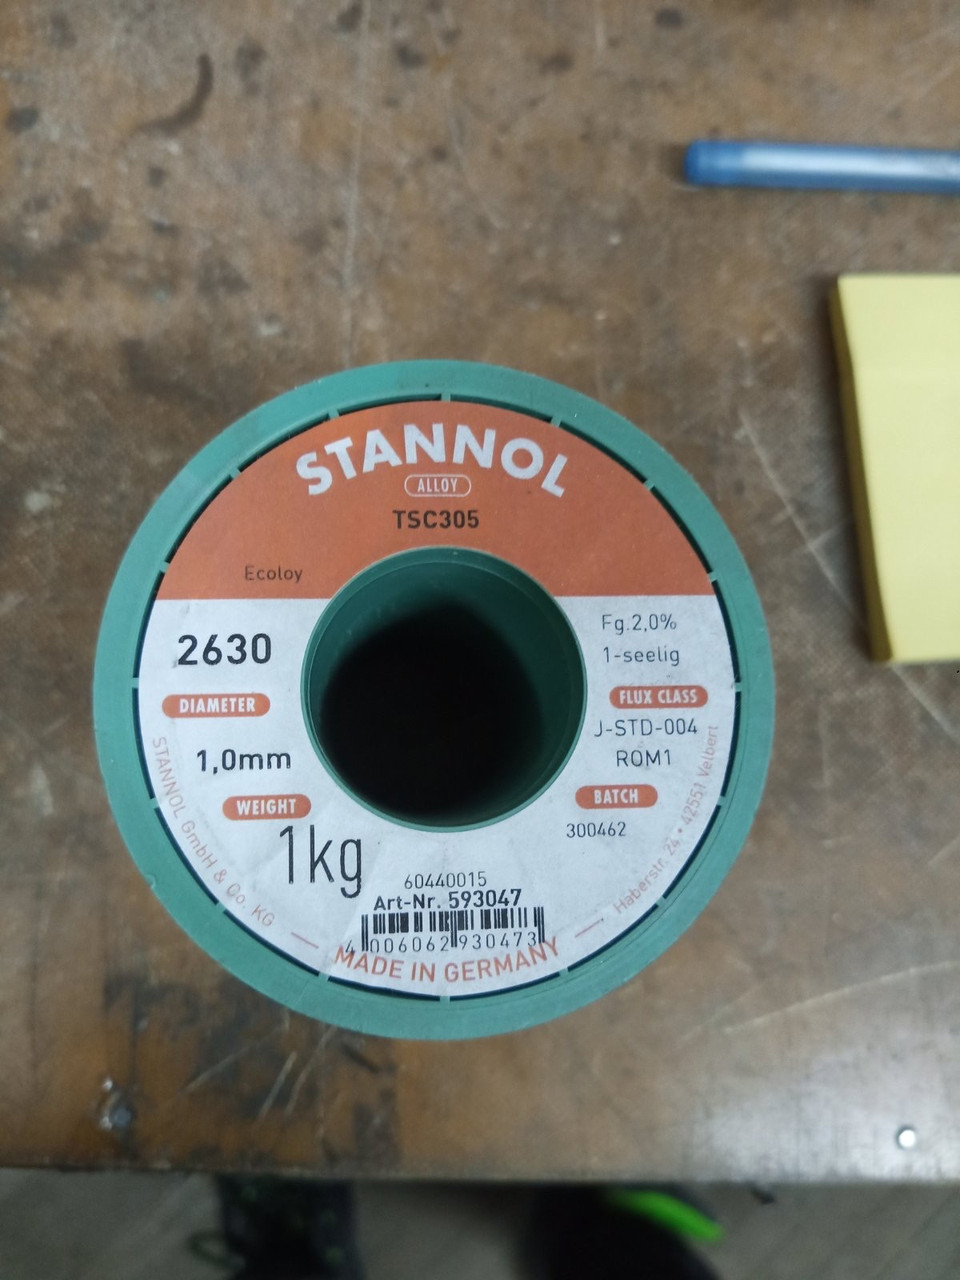 STANNOL
ALLOY
TSC305
Ecoloy
2630
DIAMETER
1,0mm
WEIGHT
1kg
Fg.2,0%
1-seelig
FLUX CLASS
J-STD-004
ROM1
BATCH
300462
60440015
Art-Nr. 593047
4 006062 930473
STANNOL GmbH & Co. KG
MADE IN GERMANY
Haberstr. 24 • 42551 Velbert